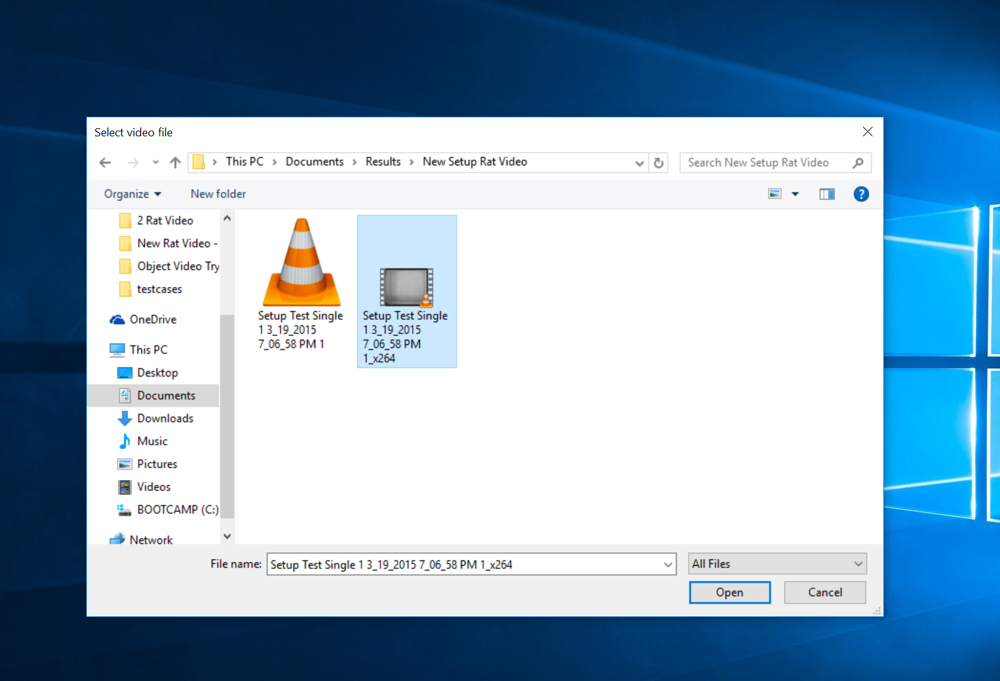 Select video file
This PC > Documents > Results > New Setup Rat Video
Search New Setup Rat Video
Organize
New folder
?
2 Rat Video
New Rat Video -
Object Video Try
testcases
OneDrive
This PC
Desktop
Documents
Downloads
Music
Pictures
Videos
BOOTCAMP (C:)
Network
Setup Test Single
1 3_19_2015
7_06_58 PM 1
Setup Test Single
1 3_19_2015
7_06_58 PM
1_x264
File name: Setup Test Single 1 3_19_2015 7_06_58 PM 1_x264
All Files
Open
Cancel